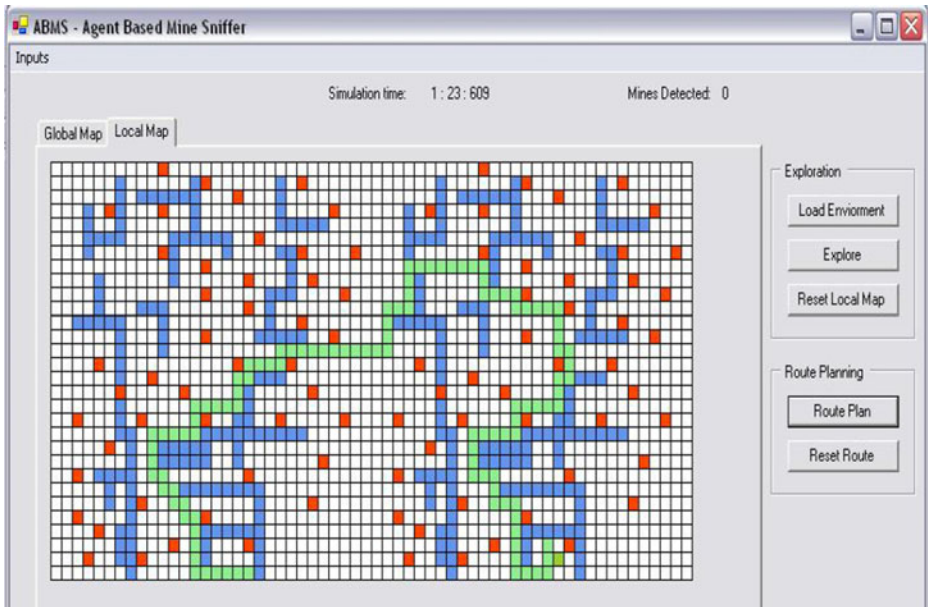 ABMS - Agent Based Mine Sniffer
Inputs
Simulation time: 1 : 23 : 609 Mines Detected: 0
Global Map Local Map
Exploration
Load Enviorment
Explore
Reset Local Map
Route Planning
Route Plan
Reset Route